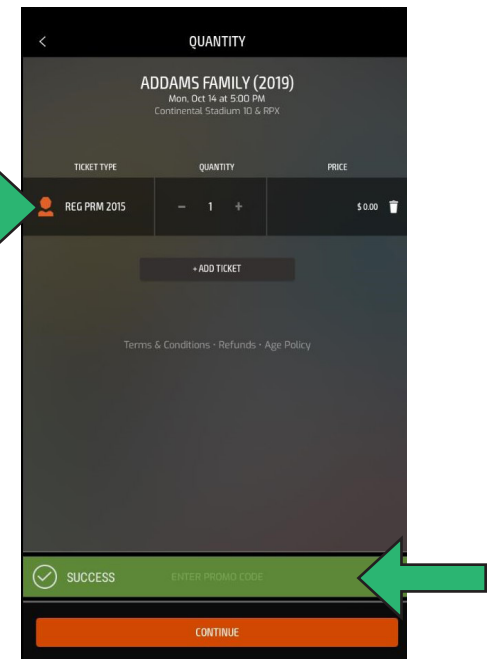 QUANTITY
ADDAMS FAMILY (2019)
Mon, Oct 14 at 5:00 PM
Continental Stadium 10 & RPX
TICKET TYPE QUANTITY PRICE
REG PRM 2015 - 1 + $ 0.00
+ ADD TICKET
Terms & Conditions • Refunds • Age Policy
SUCCESS ENTER PROMO CODE
CONTINUE